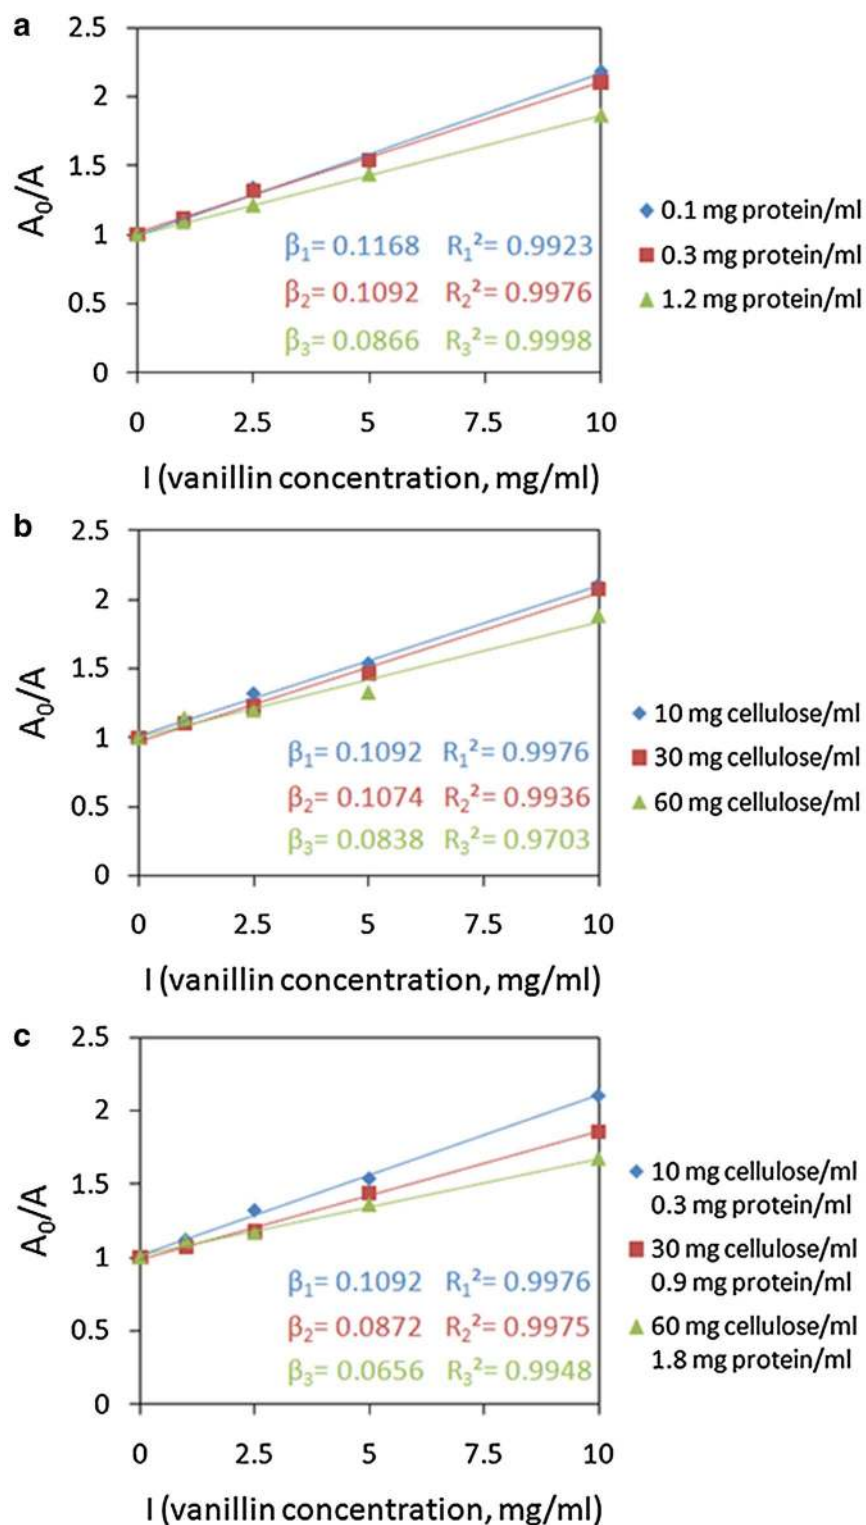 a
2.5
2
1.5
1
0.5
0
A₀/A
β₁= 0.1168 R₁²= 0.9923
β₂= 0.1092 R₂²= 0.9976
β₃= 0.0866 R₃²= 0.9998
0 2.5 5 7.5 10
I (vanillin concentration, mg/ml)
0.1 mg protein/ml
0.3 mg protein/ml
1.2 mg protein/ml
b
2.5
2
1.5
1
0.5
0
A₀/A
β₁= 0.1092 R₁²= 0.9976
β₂= 0.1074 R₂²= 0.9936
β₃= 0.0838 R₃²= 0.9703
0 2.5 5 7.5 10
I (vanillin concentration, mg/ml)
10 mg cellulose/ml
30 mg cellulose/ml
60 mg cellulose/ml
c
2.5
2
1.5
1
0.5
0
A₀/A
β₁= 0.1092 R₁²= 0.9976
β₂= 0.0872 R₂²= 0.9975
β₃= 0.0656 R₃²= 0.9948
0 2.5 5 7.5 10
I (vanillin concentration, mg/ml)
10 mg cellulose/ml
0.3 mg protein/ml
30 mg cellulose/ml
0.9 mg protein/ml
60 mg cellulose/ml
1.8 mg protein/ml